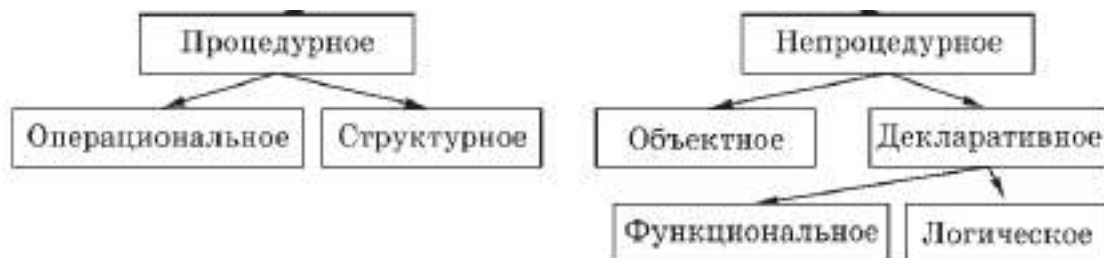 Процедурное
Непроцедурное
Операциональное
Структурное
Объектное
Декларативное
Функциональное
Логическое